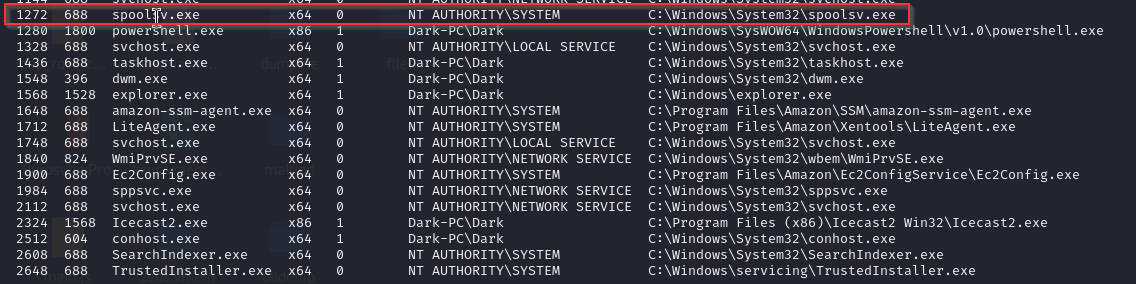 1272 688 spoolsv.exe x64 0 NT AUTHORITY\SYSTEM C:\Windows\System32\spoolsv.exe
1280 1800 powershell.exe x86 1 Dark-PC\Dark C:\Windows\SysWOW64\WindowsPowershell\v1.0\powershell.exe
1328 688 svchost.exe x64 0 NT AUTHORITY\LOCAL SERVICE C:\Windows\System32\svchost.exe
1436 688 taskhost.exe x64 1 Dark-PC\Dark C:\Windows\System32\taskhost.exe
1548 396 dwm.exe x64 1 Dark-PC\Dark C:\Windows\System32\dwm.exe
1568 1528 explorer.exe x64 1 Dark-PC\Dark C:\Windows\explorer.exe
1648 688 amazon-ssm-agent.exe x64 0 NT AUTHORITY\SYSTEM C:\Program Files\Amazon\SSM\amazon-ssm-agent.exe
1712 688 LiteAgent.exe x64 0 NT AUTHORITY\SYSTEM C:\Program Files\Amazon\Xentools\LiteAgent.exe
1748 688 svchost.exe x64 0 NT AUTHORITY\LOCAL SERVICE C:\Windows\System32\svchost.exe
1840 824 WmiPrvSE.exe x64 0 NT AUTHORITY\NETWORK SERVICE C:\Windows\System32\wbem\WmiPrvSE.exe
1900 688 Ec2Config.exe x64 0 NT AUTHORITY\SYSTEM C:\Program Files\Amazon\Ec2ConfigService\Ec2Config.exe
1984 688 sppsvc.exe x64 0 NT AUTHORITY\NETWORK SERVICE C:\Windows\System32\sppsvc.exe
2112 688 svchost.exe x64 0 NT AUTHORITY\NETWORK SERVICE C:\Windows\System32\svchost.exe
2324 1568 Icecast2.exe x86 1 Dark-PC\Dark C:\Program Files (x86)\Icecast2 Win32\Icecast2.exe
2512 604 conhost.exe x64 1 Dark-PC\Dark C:\Windows\System32\conhost.exe
2608 688 SearchIndexer.exe x64 0 NT AUTHORITY\SYSTEM C:\Windows\System32\SearchIndexer.exe
2648 688 TrustedInstaller.exe x64 0 NT AUTHORITY\SYSTEM C:\Windows\servicing\TrustedInstaller.exe